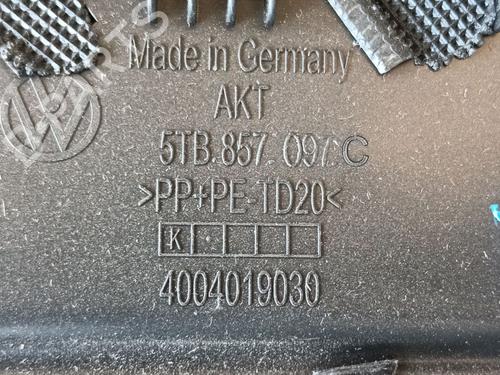 Made in Germany
AKT
5TB.857 097 C
>PP+PE-TD20<
K
4004019030